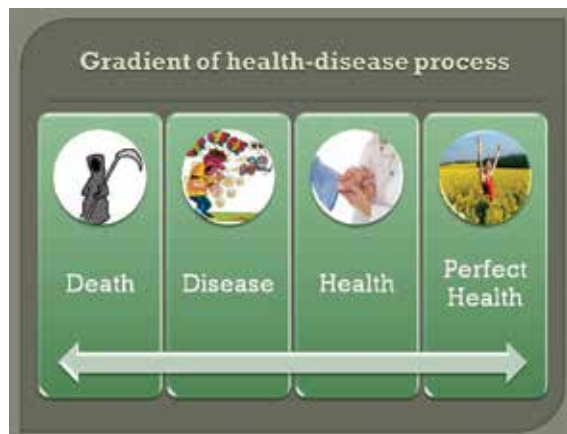 Gradient of health-disease process
Death
Disease
Health
Perfect
Health